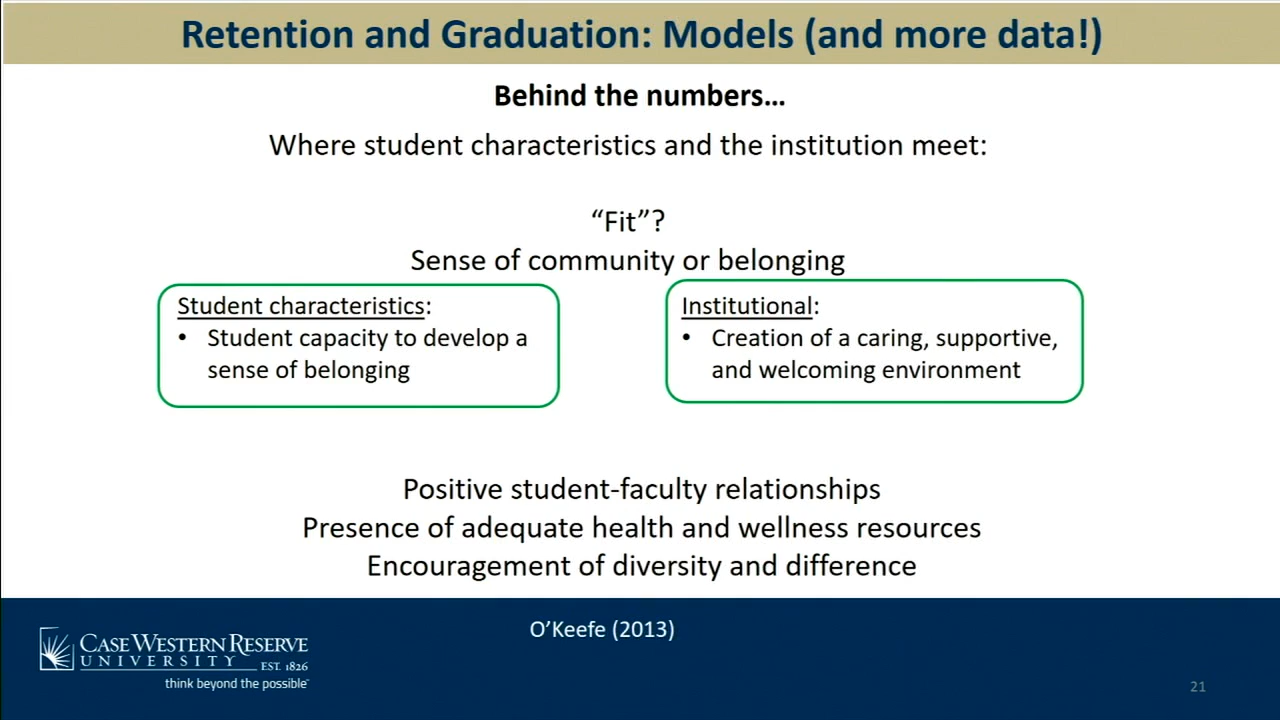 Retention and Graduation: Models (and more data!)
Behind the numbers…
Where student characteristics and the institution meet:
“Fit”?
Sense of community or belonging
Student characteristics:
• Student capacity to develop a
sense of belonging
Institutional:
• Creation of a caring, supportive,
and welcoming environment
Positive student-faculty relationships
Presence of adequate health and wellness resources
Encouragement of diversity and difference
O’Keefe (2013)
CASE WESTERN RESERVE
UNIVERSITY EST. 1826
think beyond the possible™
21